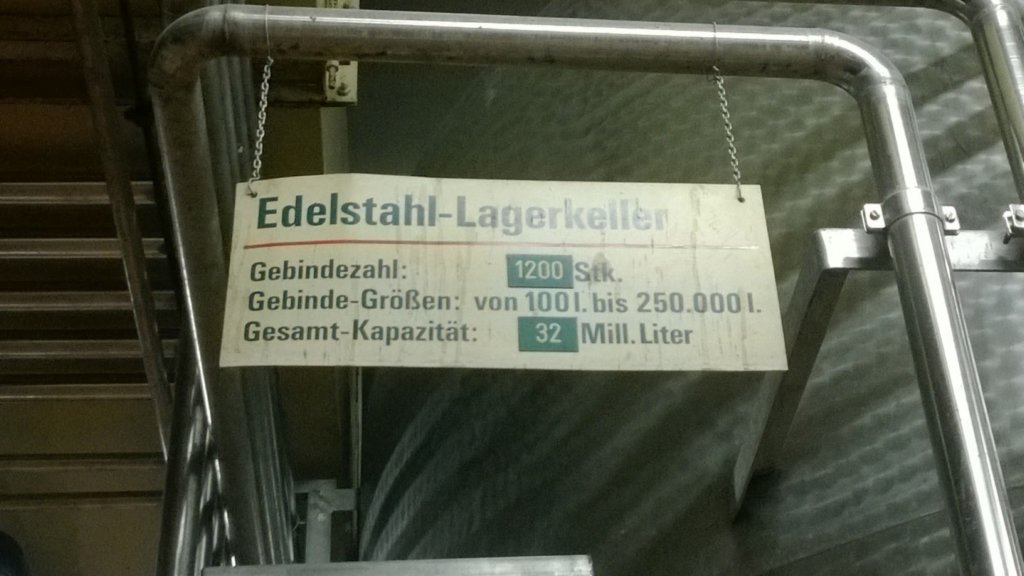 Edelstahl-Lagerkeller
Gebindezahl: 1200 Stk.
Gebinde-Größen: von 100 l. bis 250.000 l.
Gesamt-Kapazität: 32 Mill. Liter